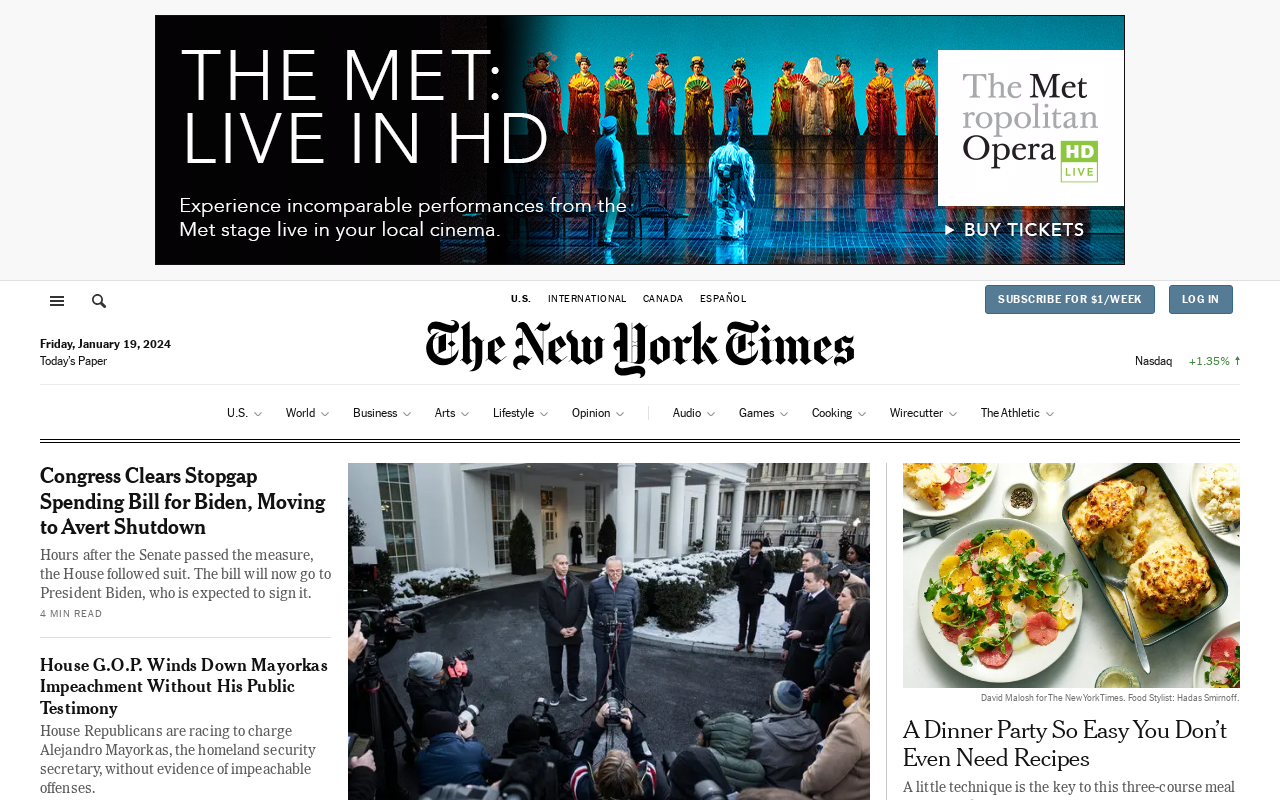 THE MET:
LIVE IN HD
Experience incomparable performances from the
Met stage live in your local cinema.
The Met
ropolitan
Opera HD
LIVE
BUY TICKETS
U.S. INTERNATIONAL CANADA ESPAÑOL
SUBSCRIBE FOR $1/WEEK LOG IN
The New York Times
Friday, January 19, 2024
Today's Paper
Nasdaq +1.35%
U.S. World Business Arts Lifestyle Opinion Audio Games Cooking Wirecutter The Athletic
Congress Clears Stopgap
Spending Bill for Biden, Moving
to Avert Shutdown
Hours after the Senate passed the measure,
the House followed suit. The bill will now go to
President Biden, who is expected to sign it.
4 MIN READ
House G.O.P. Winds Down Mayorkas
Impeachment Without His Public
Testimony
House Republicans are racing to charge
Alejandro Mayorkas, the homeland security
secretary, without evidence of impeachable
offenses.
David Malosh for The New York Times. Food Stylist: Hadas Smirnoff.
A Dinner Party So Easy You Don’t
Even Need Recipes
A little technique is the key to this three-course meal